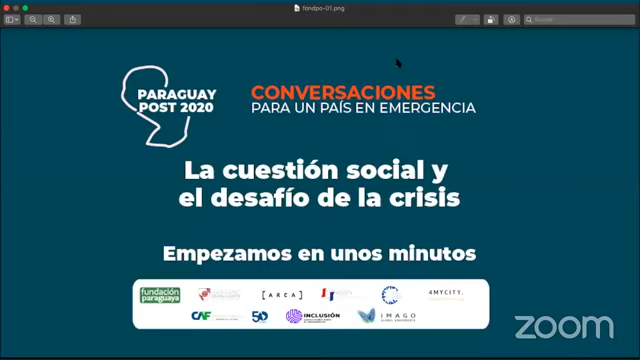 fondpo-01.png
Buscar
PARAGUAY
POST 2020
CONVERSACIONES
PARA UN PAÍS EN EMERGENCIA
La cuestión social y
el desafío de la crisis
Empezamos en unos minutos
fundación
paraguaya
[ARCA]
4MYCITY.
CAF
50
INCLUSIÓN
IMAGO
zoom